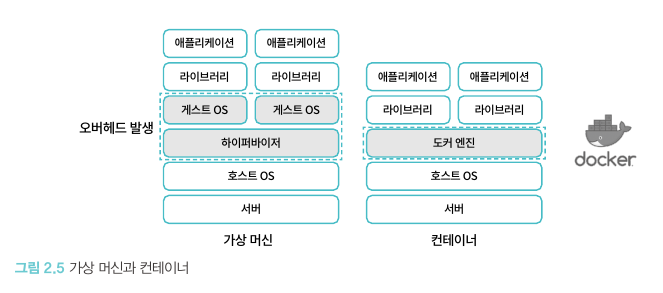 애플리케이션 애플리케이션
라이브러리 라이브러리
게스트 OS 게스트 OS
오버헤드 발생
하이퍼바이저
호스트 OS
서버
가상 머신
애플리케이션 애플리케이션
라이브러리 라이브러리
도커 엔진
호스트 OS
서버
컨테이너
docker
그림 2.5 가상 머신과 컨테이너